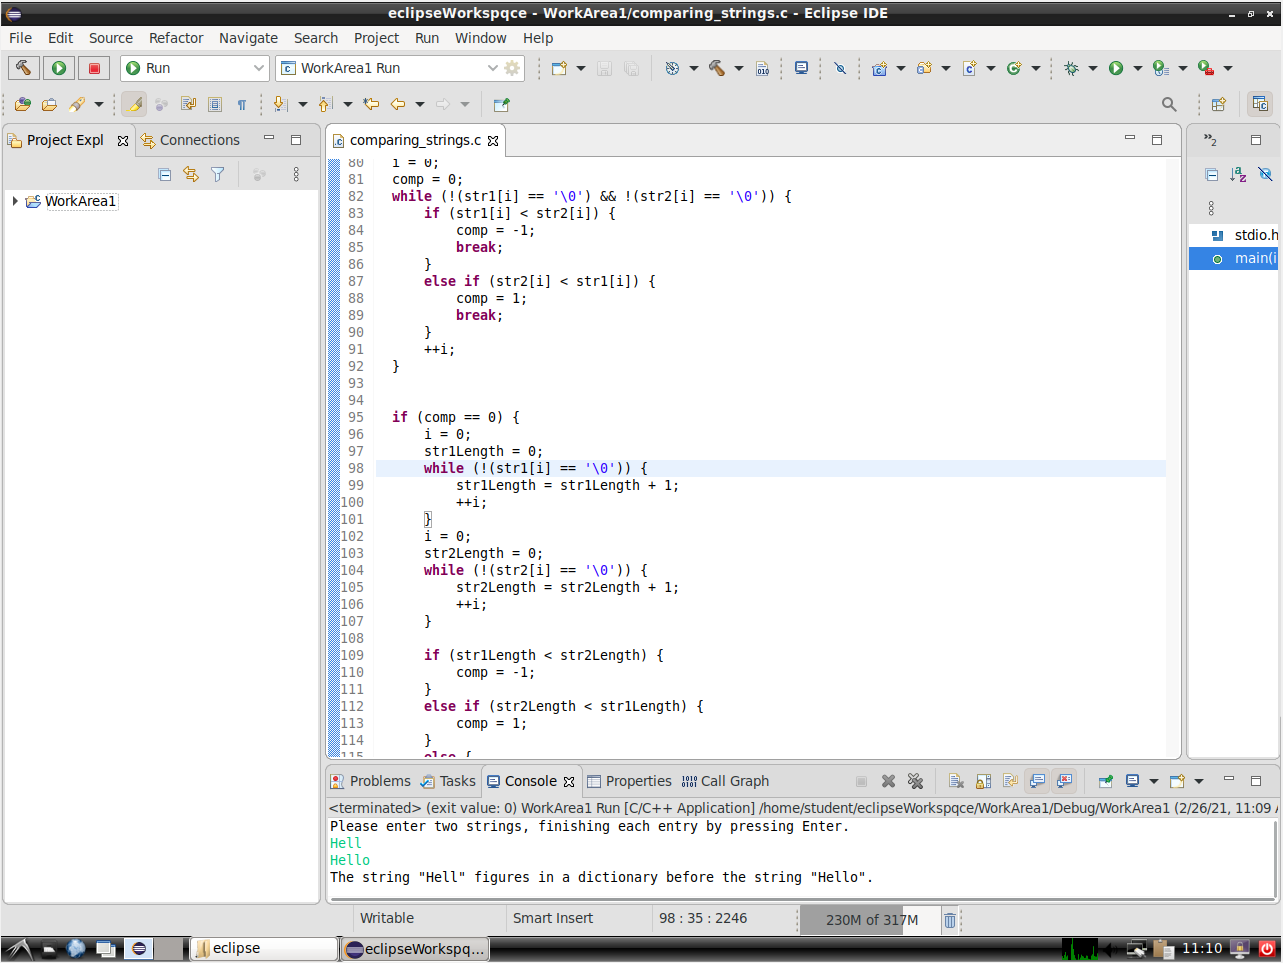 eclipseWorkspqce - WorkArea1/comparing_strings.c - Eclipse IDE
File Edit Source Refactor Navigate Search Project Run Window Help
Run
WorkArea1 Run
010
Project Expl
Connections
comparing_strings.c
»2
WorkArea1
stdio.h
main(i
80 i = 0;
81 comp = 0;
82 while (!(str1[i] == '\0') && !(str2[i] == '\0')) {
83 if (str1[i] < str2[i]) {
84 comp = -1;
85 break;
86 }
87 else if (str2[i] < str1[i]) {
88 comp = 1;
89 break;
90 }
91 ++i;
92 }
93
94
95 if (comp == 0) {
96 i = 0;
97 str1Length = 0;
98 while (!(str1[i] == '\0')) {
99 str1Length = str1Length + 1;
100 ++i;
101 }
102 i = 0;
103 str2Length = 0;
104 while (!(str2[i] == '\0')) {
105 str2Length = str2Length + 1;
106 ++i;
107 }
108
109 if (str1Length < str2Length) {
110 comp = -1;
111 }
112 else if (str2Length < str1Length) {
113 comp = 1;
114 }
115 else {
Problems Tasks Console Properties Call Graph
<terminated> (exit value: 0) WorkArea1 Run [C/C++ Application] /home/student/eclipseWorkspqce/WorkArea1/Debug/WorkArea1 (2/26/21, 11:09
Please enter two strings, finishing each entry by pressing Enter.
Hell
Hello
The string "Hell" figures in a dictionary before the string "Hello".
Writable
Smart Insert
98 : 35 : 2246
230M of 317M
eclipse
eclipseWorkspq...
11:10